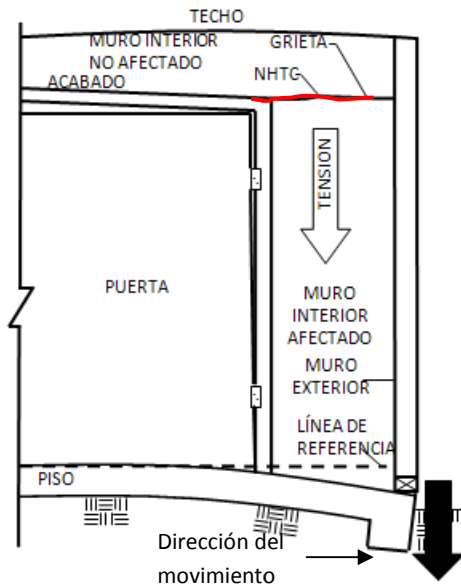 TECHO
MURO INTERIOR
NO AFECTADO
GRIETA
NHTG
ACABADO
TENSION
PUERTA
MURO
INTERIOR
AFECTADO
MURO
EXTERIOR
LÍNEA DE
REFERENCIA
PISO
Dirección del
movimiento